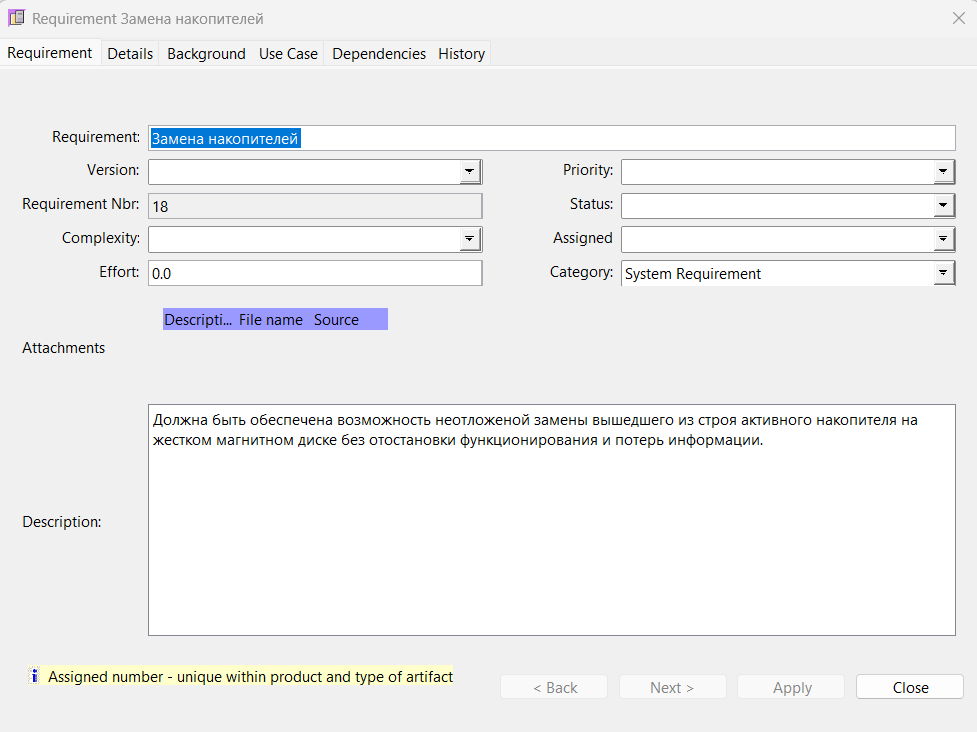 Requirement Замена накопителей
Requirement Details Background Use Case Dependencies History
Requirement: Замена накопителей
Version: Priority:
Requirement Nbr: 18 Status:
Complexity: Assigned
Effort: 0.0 Category: System Requirement
Descripti... File name Source
Attachments
Должна быть обеспечена возможность неотложеной замены вышедшего из строя активного накопителя на
жестком магнитном диске без отостановки функционирования и потерь информации.
Description:
i Assigned number - unique within product and type of artifact
< Back Next > Apply Close